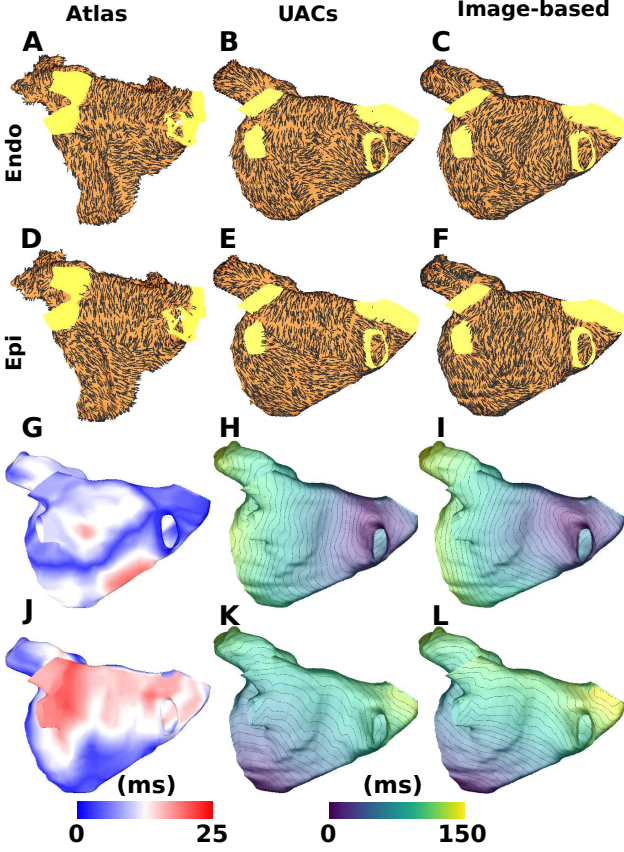 Atlas UACs Image-based
A B C
Endo
D E F
Epi
G H I
J K L
(ms) (ms)
0 25 0 150